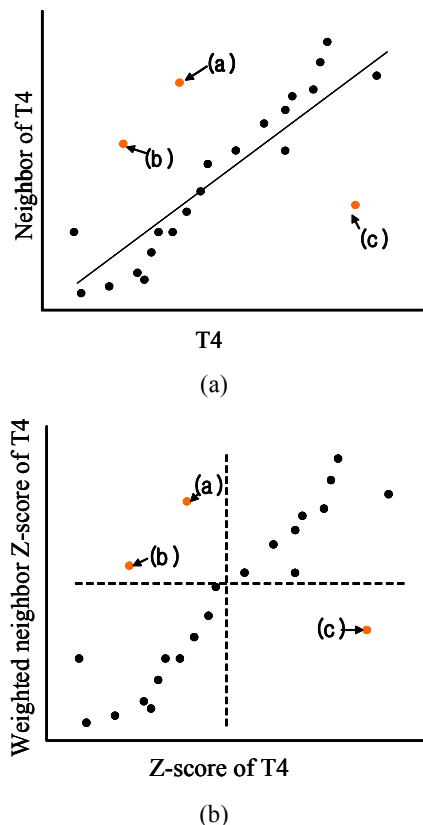 Neighbor of T4
(a)
(b)
(c)
T4
(a)
Weighted neighbor Z-score of T4
(a)
(b)
(c)
Z-score of T4
(b)